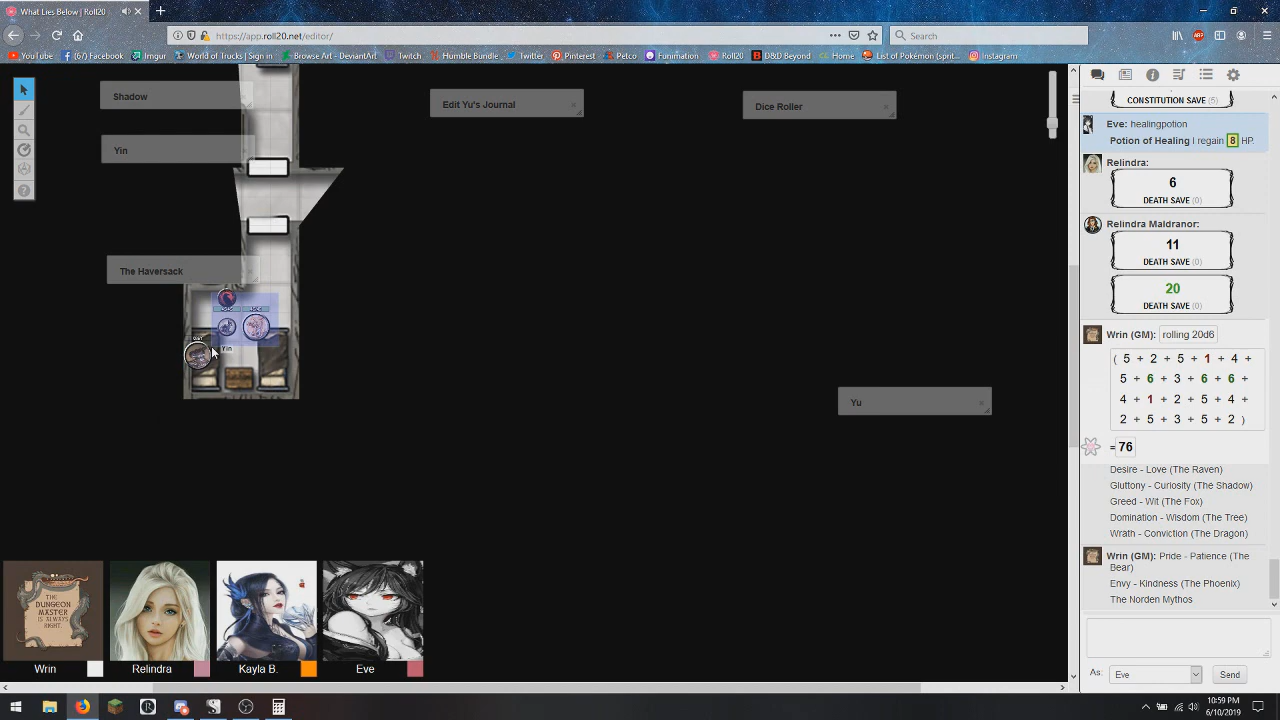 What Lies Below | Roll20
https://app.roll20.net/editor/
Search
YouTube
(67) Facebook
Imgur
World of Trucks | Sign in
Browse Art - DeviantArt
Twitch
Humble Bundle
Twitter
Pinterest
Petco
Funimation
Roll20
D&D Beyond
Home
List of Pokémon (sprit...
Instagram
Shadow
Edit Yu's Journal
Dice Roller
Yin
The Haversack
Yin
Yu
CONSTITUTION SAVE (5)
Eve: healingpotion
Potion of Healing I regain 8 HP.
Relindra:
6
DEATH SAVE (0)
Relindra Maldranor:
11
DEATH SAVE (0)
20
DEATH SAVE (0)
Wrin (GM): rolling 20d6
( 5 + 2 + 5 + 1 + 4 +
5 + 6 + 3 + 6 + 6 +
4 + 1 + 2 + 5 + 4 +
2 + 5 + 3 + 5 + 2 )
= 76
Desire - Love (The Raven)
Gluttony - Curiosity (The Shadow)
Greed - Wit (The Fox)
Domination - Wisdom (The Tree)
Wrath - Conviction (The Dragon)
Wrin (GM): Pride - Patience (The
Bear)
Envy - Kindness (The Phoenix)
The Norden Mythos
THE
DUNGEON
MASTER
IS ALWAYS
RIGHT.
Wrin
Relindra
Kayla B.
Eve
As:
Eve
Send
10:59 PM
6/10/2019